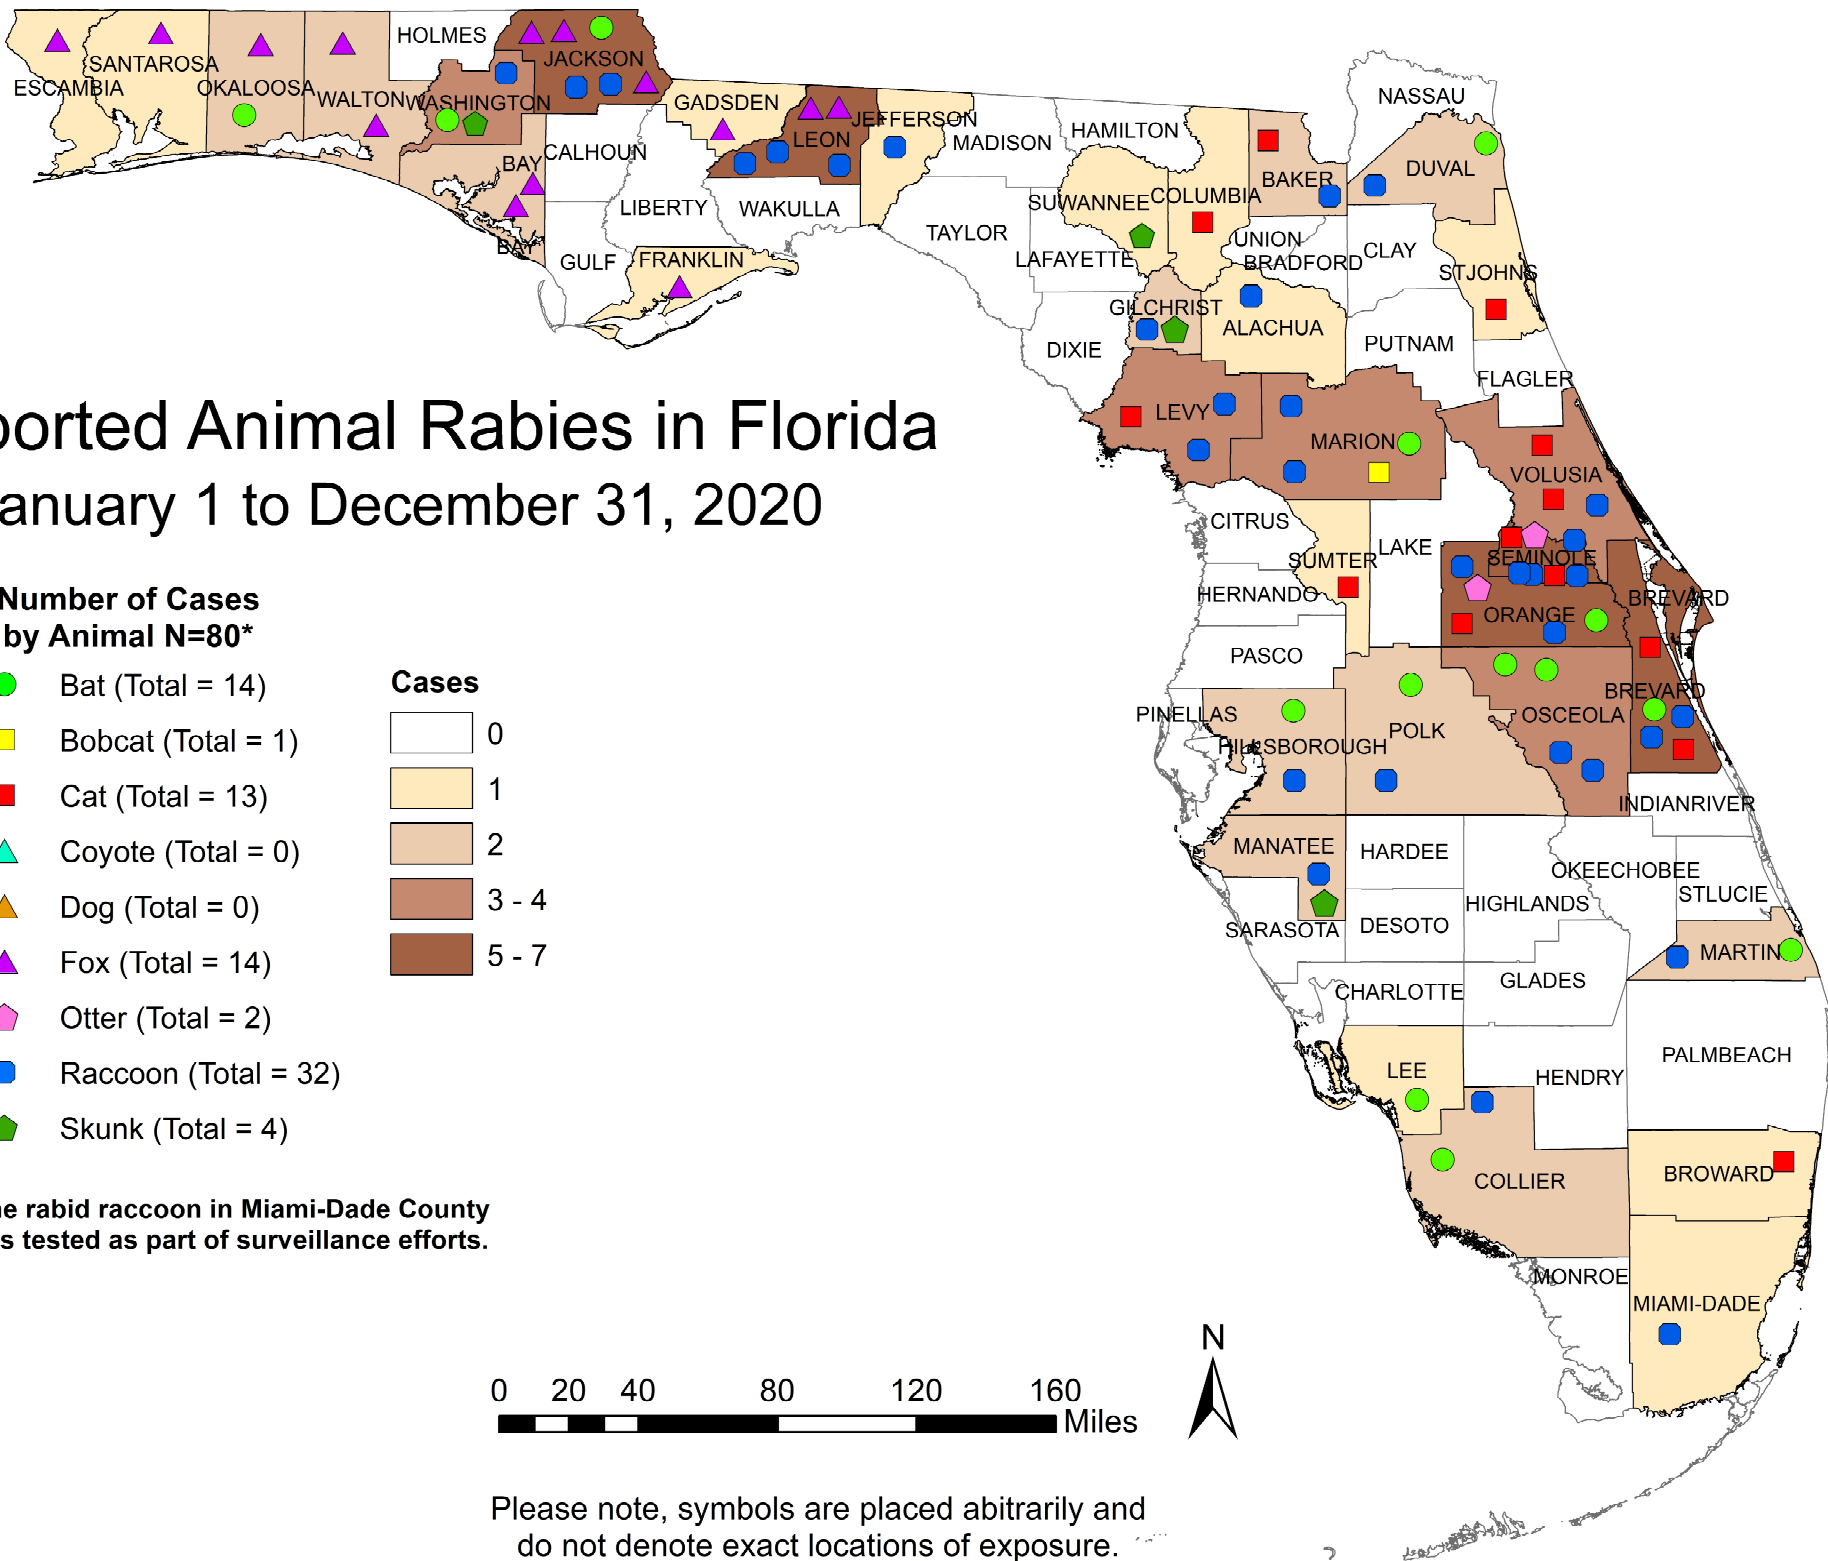 HOLMES
JACKSON
SANTAROSA
ESCAMBIA
OKALOOSA
WALTON
WASHINGTON
GADSDEN
LEON
JEFFERSON
MADISON
HAMILTON
NASSAU
BAY
CALHOUN
LIBERTY
WAKULLA
TAYLOR
SUWANNEE
COLUMBIA
BAKER
DUVAL
BAY
GULF
FRANKLIN
LAFAYETTE
UNION
BRADFORD
CLAY
STJOHNS
GILCHRIST
ALACHUA
DIXIE
PUTNAM
FLAGLER
ported Animal Rabies in Florida
anuary 1 to December 31, 2020
LEVY
MARION
VOLUSIA
CITRUS
LAKE
SUMTER
SEMINOLE
HERNANDO
ORANGE
BREVARD
PASCO
BREVARD
PINELLAS
HILLSBOROUGH
POLK
OSCEOLA
INDIANRIVER
MANATEE
HARDEE
OKEECHOBEE
STLUCIE
HIGHLANDS
SARASOTA
DESOTO
MARTIN
CHARLOTTE
GLADES
LEE
HENDRY
PALMBEACH
COLLIER
BROWARD
MONROE
MIAMI-DADE
Number of Cases
by Animal N=80*
Bat (Total = 14)
Bobcat (Total = 1)
Cat (Total = 13)
Coyote (Total = 0)
Dog (Total = 0)
Fox (Total = 14)
Otter (Total = 2)
Raccoon (Total = 32)
Skunk (Total = 4)
Cases
0
1
2
3 - 4
5 - 7
ne rabid raccoon in Miami-Dade County
s tested as part of surveillance efforts.
N
0 20 40 80 120 160
Miles
Please note, symbols are placed abitrarily and
do not denote exact locations of exposure.